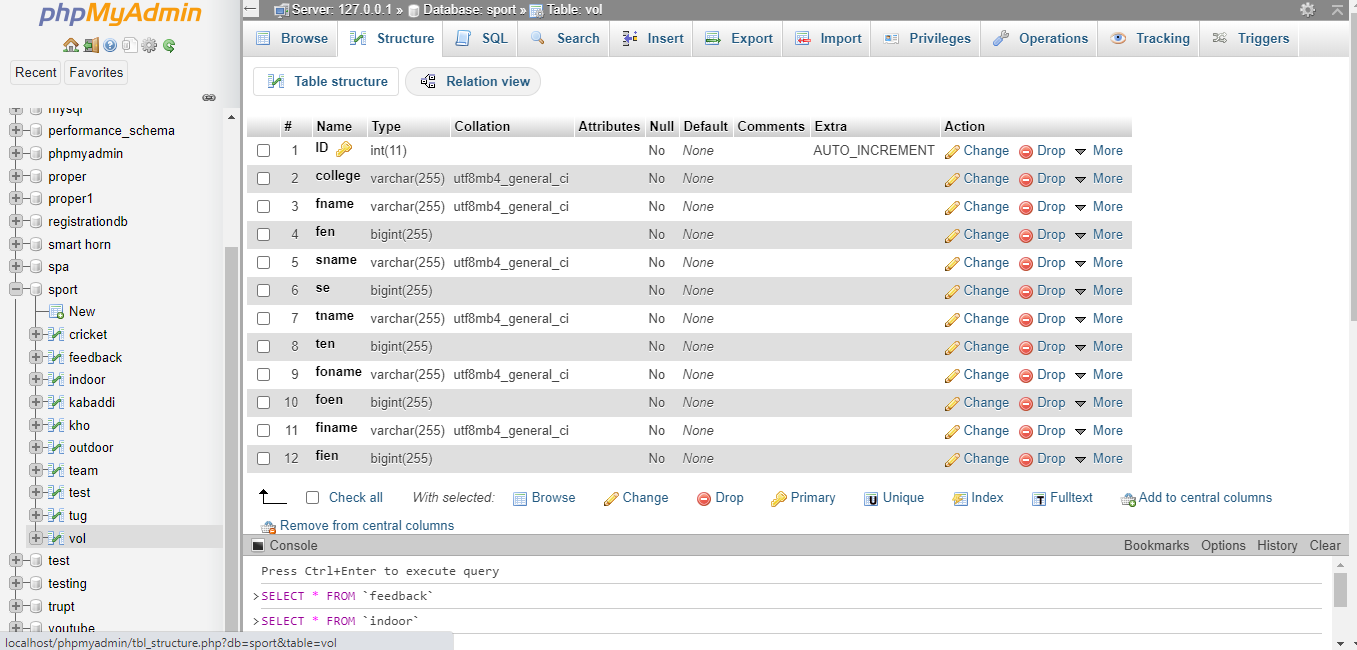 phpMyAdmin
Recent Favorites
mysql
performance_schema
phpmyadmin
proper
proper1
registrationdb
smart horn
spa
sport
New
cricket
feedback
indoor
kabaddi
kho
outdoor
team
test
tug
vol
test
testing
trupt
youtube
localhost/phpmyadmin/tbl_structure.php?db=sport&table=vol
Server: 127.0.0.1 » Database: sport » Table: vol
Browse Structure SQL Search Insert Export Import Privileges Operations Tracking Triggers
Table structure Relation view
# Name Type Collation Attributes Null Default Comments Extra Action
1 ID int(11) No None AUTO_INCREMENT Change Drop More
2 college varchar(255) utf8mb4_general_ci No None Change Drop More
3 fname varchar(255) utf8mb4_general_ci No None Change Drop More
4 fen bigint(255) No None Change Drop More
5 sname varchar(255) utf8mb4_general_ci No None Change Drop More
6 se bigint(255) No None Change Drop More
7 tname varchar(255) utf8mb4_general_ci No None Change Drop More
8 ten bigint(255) No None Change Drop More
9 foname varchar(255) utf8mb4_general_ci No None Change Drop More
10 foen bigint(255) No None Change Drop More
11 finame varchar(255) utf8mb4_general_ci No None Change Drop More
12 fien bigint(255) No None Change Drop More
Check all With selected: Browse Change Drop Primary Unique Index Fulltext Add to central columns
Remove from central columns
Console Bookmarks Options History Clear
Press Ctrl+Enter to execute query
>SELECT * FROM `feedback`
>SELECT * FROM `indoor`